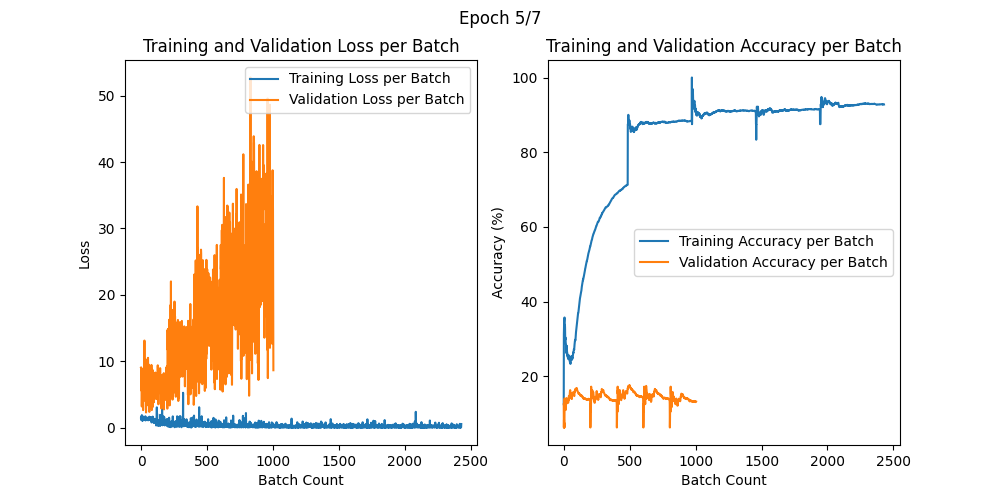 Epoch 5/7
Training and Validation Loss per Batch
Training Loss per Batch
Validation Loss per Batch
Loss
50
40
30
20
10
0
0
500
1000
1500
2000
2500
Batch Count
Training and Validation Accuracy per Batch
Training Accuracy per Batch
Validation Accuracy per Batch
Accuracy (%)
100
80
60
40
20
0
500
1000
1500
2000
2500
Batch Count